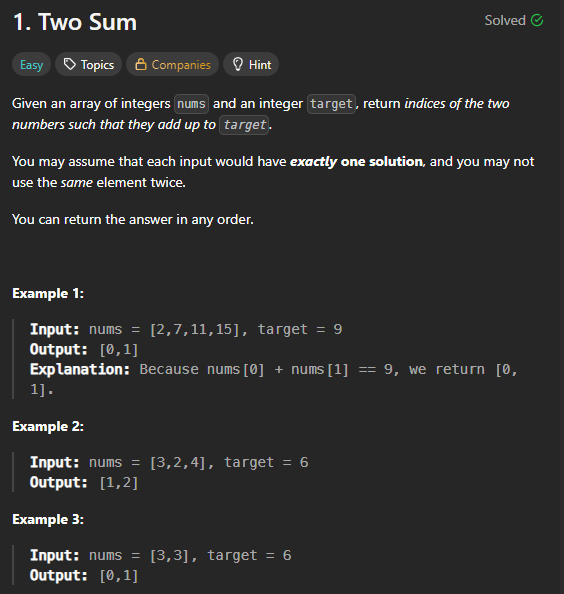 1. Two Sum
Solved
Easy Topics Companies Hint
Given an array of integers nums and an integer target, return indices of the two
numbers such that they add up to target.
You may assume that each input would have exactly one solution, and you may not
use the same element twice.
You can return the answer in any order.
Example 1:
Input: nums = [2,7,11,15], target = 9
Output: [0,1]
Explanation: Because nums[0] + nums[1] == 9, we return [0,
1].
Example 2:
Input: nums = [3,2,4], target = 6
Output: [1,2]
Example 3:
Input: nums = [3,3], target = 6
Output: [0,1]